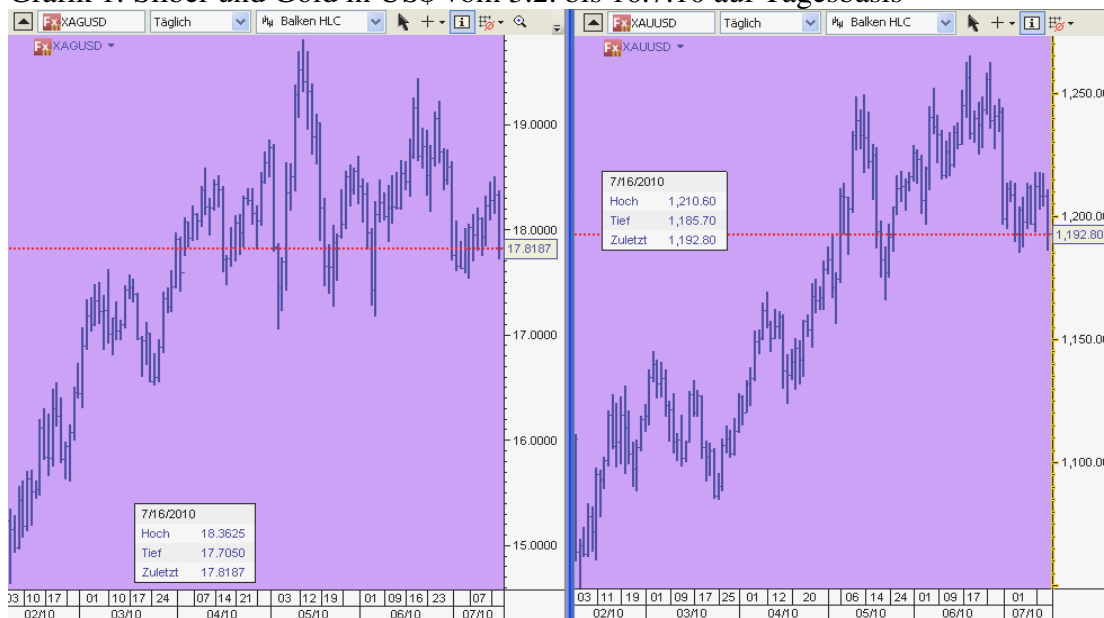 Grafik 1: Silber und Gold in US$ vom 3.2. bis 16.7.10 auf Tagesbasis
XAGUSD Täglich Balken HLC
XAGUSD
19.0000
18.0000
17.8187
17.0000
16.0000
15.0000
7/16/2010
Hoch 18.3625
Tief 17.7050
Zuletzt 17.8187
03 10 17 01 10 17 24 07 14 21 03 12 19 01 09 16 23 07
02/10 03/10 04/10 05/10 06/10 07/10
XAUUSD Täglich Balken HLC
XAUUSD
1,250.00
7/16/2010
Hoch 1,210.60
Tief 1,185.70
Zuletzt 1,192.80
1,200.00
1,192.80
1,150.00
1,100.00
03 11 19 01 09 17 25 01 12 20 06 14 24 01 09 17 01
02/10 03/10 04/10 05/10 06/10 07/10